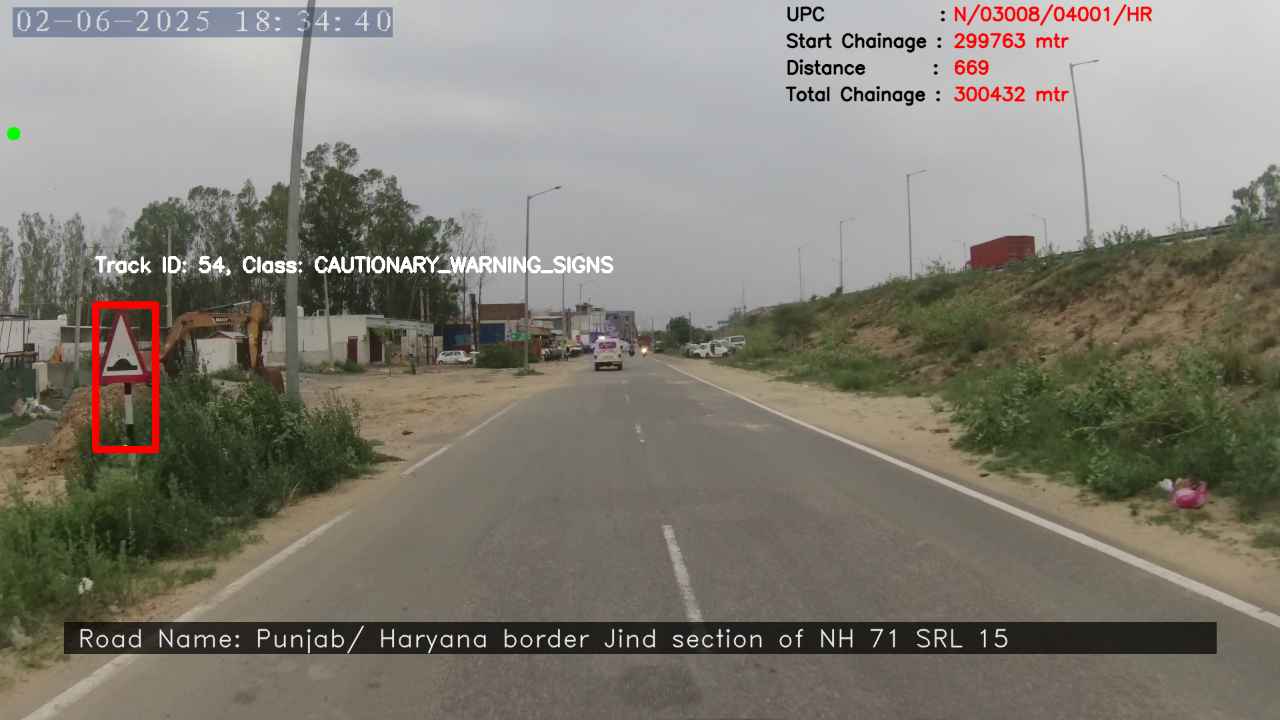 02-06-2025 18:34:40
UPC : N/03008/04001/HR
Start Chainage : 299763 mtr
Distance : 669
Total Chainage : 300432 mtr
Track ID: 54, Class: CAUTIONARY_WARNING_SIGNS
Road Name: Punjab/ Haryana border Jind section of NH 71 SRL 15